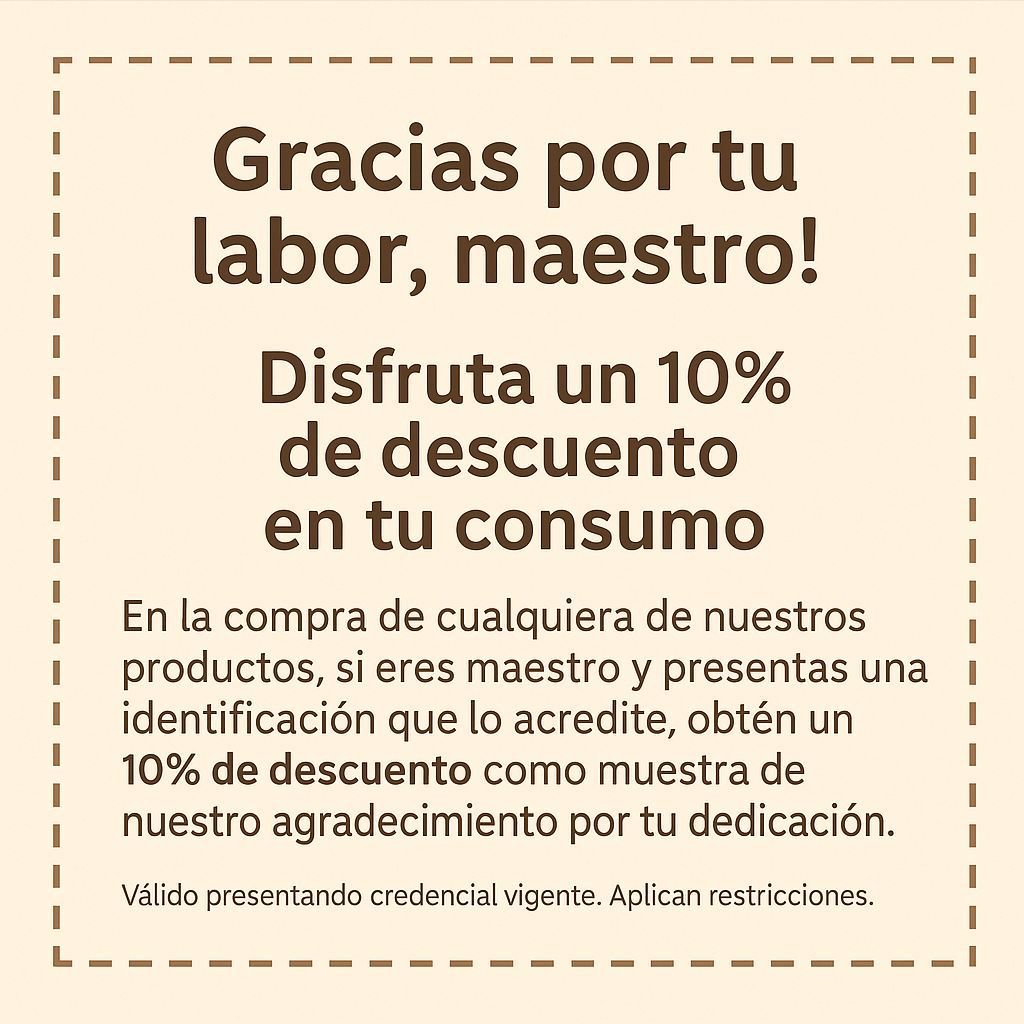 Gracias por tu
labor, maestro!
Disfruta un 10%
de descuento
en tu consumo
En la compra de cualquiera de nuestros
productos, si eres maestro y presentas una
identificación que lo acredite, obtén un
10% de descuento como muestra de
nuestro agradecimiento por tu dedicación.
Válido presentando credencial vigente. Aplican restricciones.